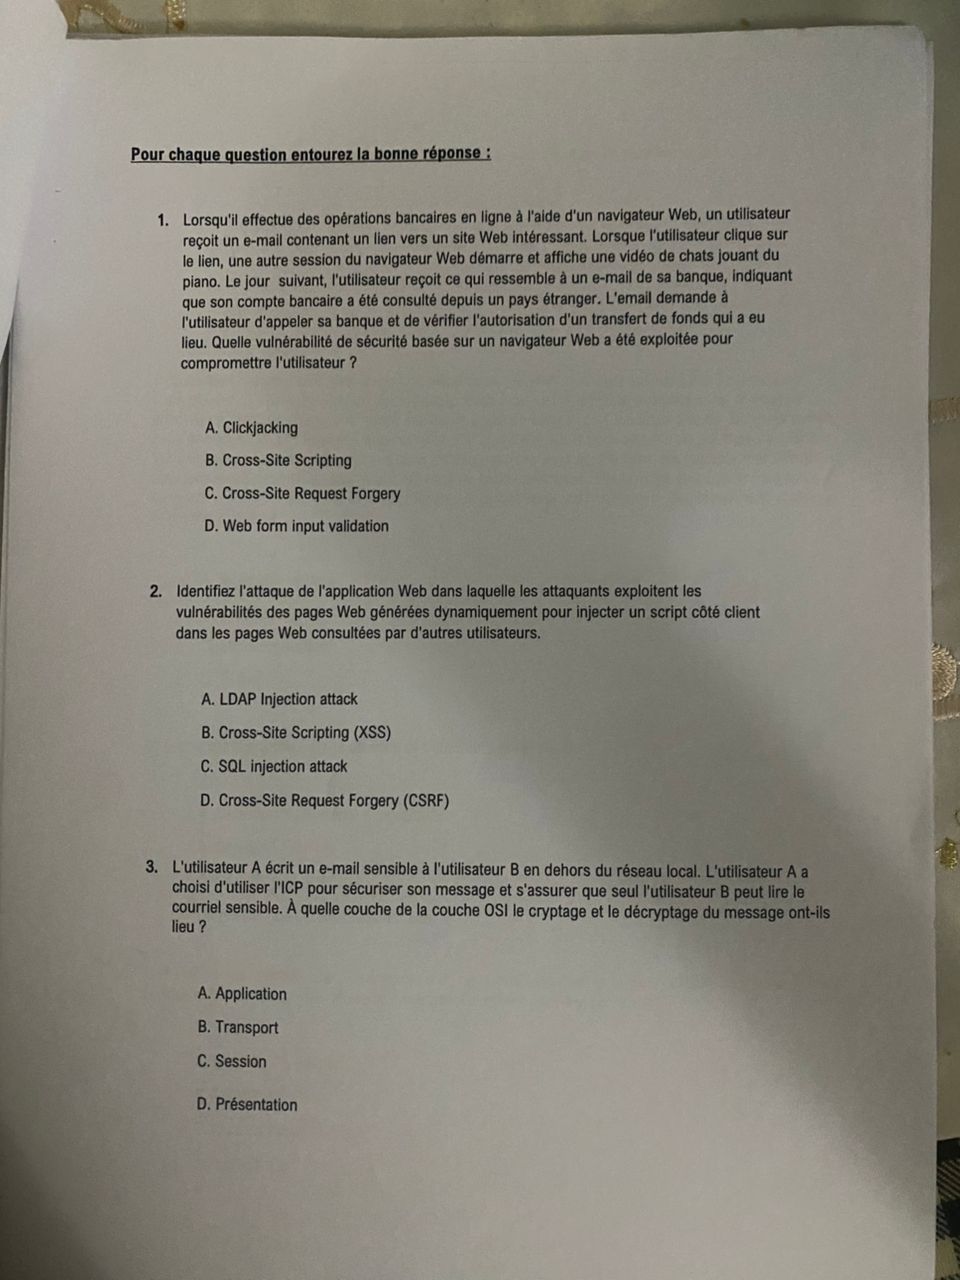 Pour chaque question entourez la bonne réponse :
1. Lorsqu'il effectue des opérations bancaires en ligne à l'aide d'un navigateur Web, un utilisateur
reçoit un e-mail contenant un lien vers un site Web intéressant. Lorsque l'utilisateur clique sur
le lien, une autre session du navigateur Web démarre et affiche une vidéo de chats jouant du
piano. Le jour suivant, l'utilisateur reçoit ce qui ressemble à un e-mail de sa banque, indiquant
que son compte bancaire a été consulté depuis un pays étranger. L'email demande à
l'utilisateur d'appeler sa banque et de vérifier l'autorisation d'un transfert de fonds qui a eu
lieu. Quelle vulnérabilité de sécurité basée sur un navigateur Web a été exploitée pour
compromettre l'utilisateur ?
A. Clickjacking
B. Cross-Site Scripting
C. Cross-Site Request Forgery
D. Web form input validation
2. Identifiez l'attaque de l'application Web dans laquelle les attaquants exploitent les
vulnérabilités des pages Web générées dynamiquement pour injecter un script côté client
dans les pages Web consultées par d'autres utilisateurs.
A. LDAP Injection attack
B. Cross-Site Scripting (XSS)
C. SQL injection attack
D. Cross-Site Request Forgery (CSRF)
3. L'utilisateur A écrit un e-mail sensible à l'utilisateur B en dehors du réseau local. L'utilisateur A a
choisi d'utiliser l'ICP pour sécuriser son message et s'assurer que seul l'utilisateur B peut lire le
courriel sensible. À quelle couche de la couche OSI le cryptage et le décryptage du message ont-ils
lieu ?
A. Application
B. Transport
C. Session
D. Présentation